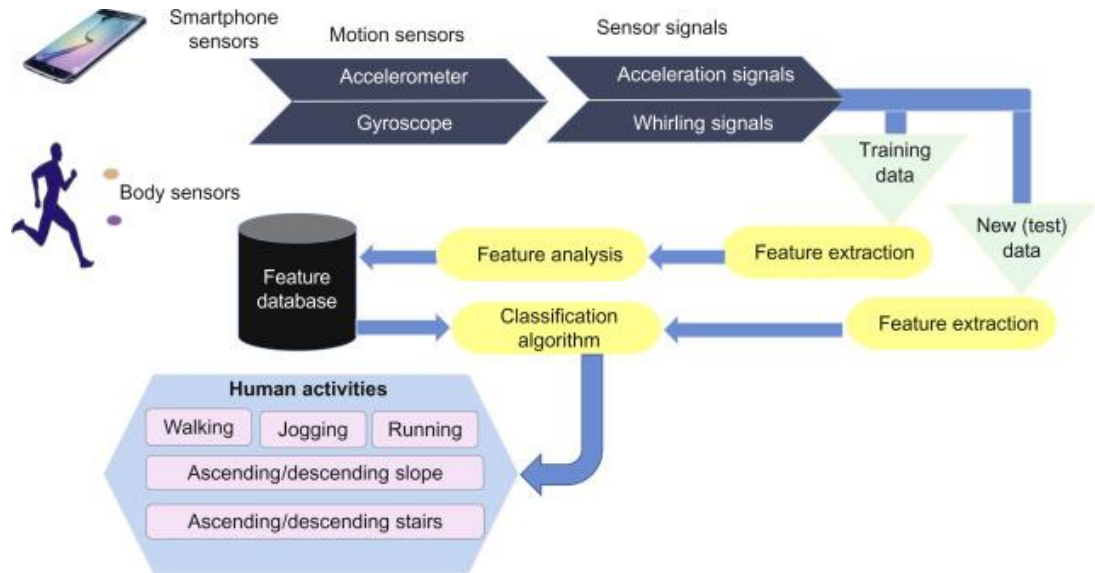 Smartphone
sensors
Motion sensors
Sensor signals
Accelerometer
Acceleration signals
Gyroscope
Whirling signals
Training
data
Body sensors
New (test)
data
Feature analysis
Feature extraction
Feature
database
Classification
algorithm
Feature extraction
Human activities
Walking
Jogging
Running
Ascending/descending slope
Ascending/descending stairs